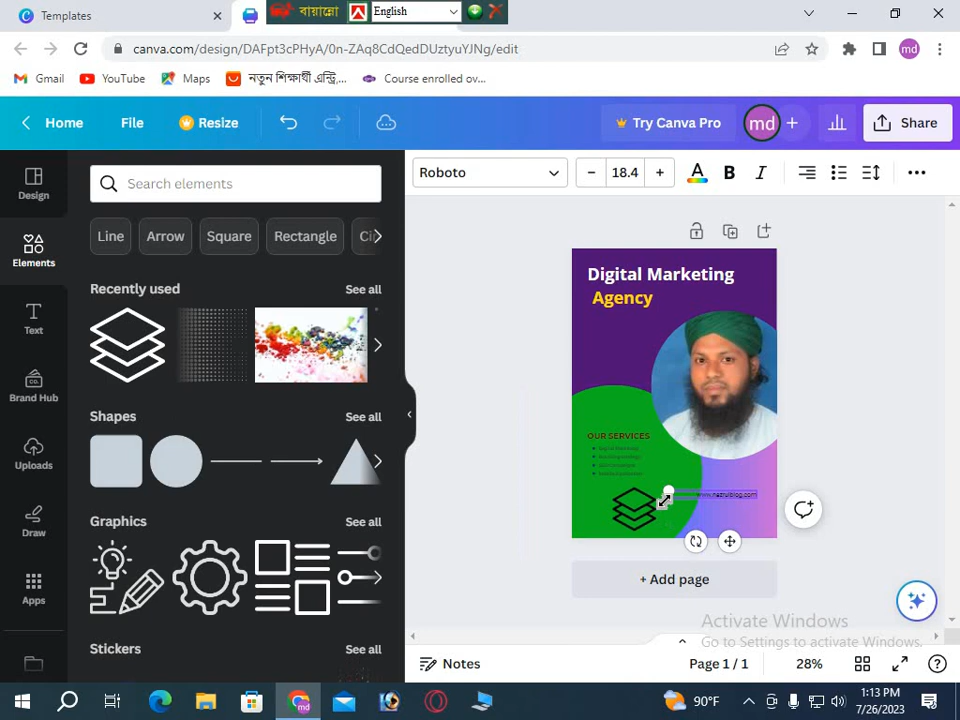 Templates
বায়ান্নো
English
canva.com/design/DAFpt3cPHyA/0n-ZAq8CdQedDUztyuYJNg/edit
md
Gmail
YouTube
Maps
নতুন শিক্ষার্থী এন্ট্রি,...
Course enrolled ov...
Home
File
Resize
Try Canva Pro
md
Share
Design
Elements
Text
Brand Hub
Uploads
Draw
Apps
Search elements
Line
Arrow
Square
Rectangle
Recently used
See all
Shapes
See all
Graphics
See all
Stickers
See all
Roboto
18.4
A
B
I
Digital Marketing
Agency
OUR SERVICES
www.nazrulblog.com
+ Add page
Activate Windows
Go to Settings to activate Windows.
Notes
Page 1 / 1
28%
90°F
1:13 PM
7/26/2023